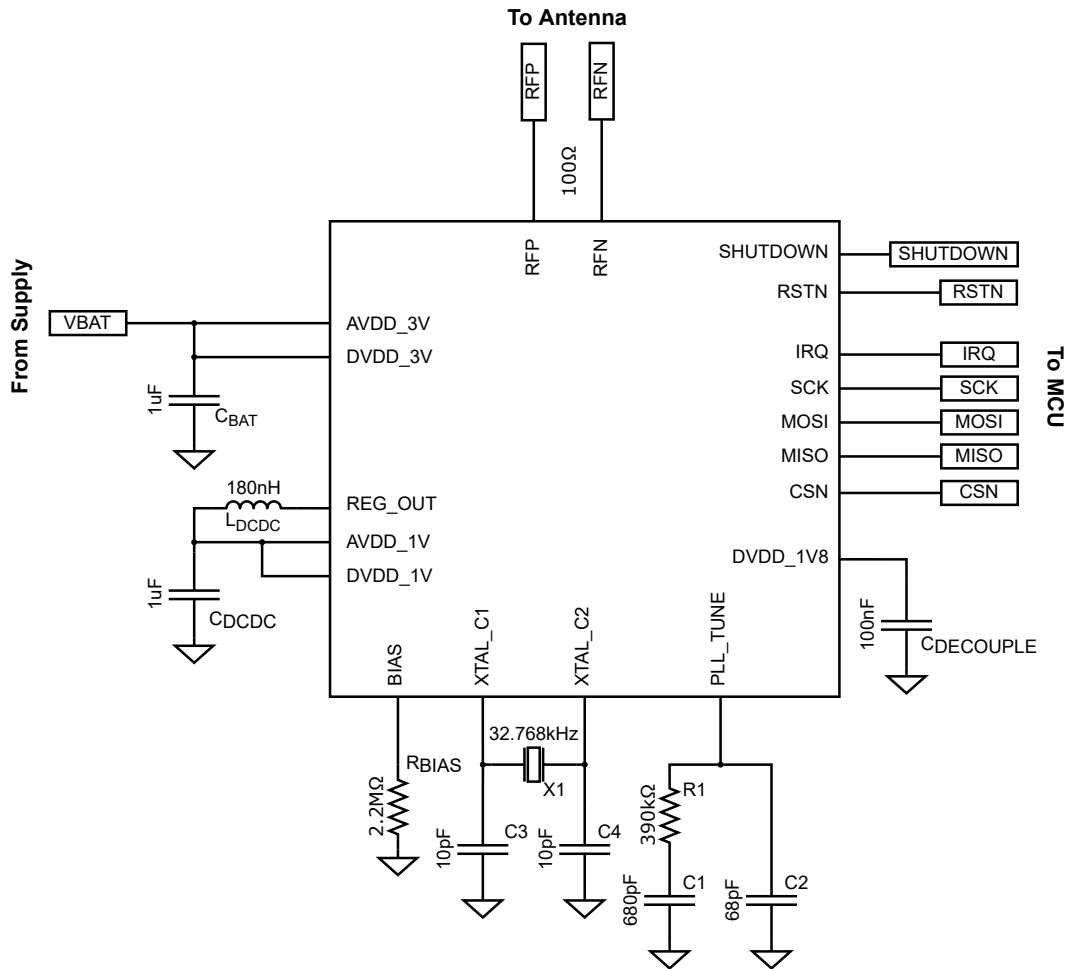 To Antenna
RFP
RFN
100Ω
RFP
RFN
From Supply
VBAT
AVDD_3V
DVDD_3V
1uF
CBAT
180nH
LDCDC
REG_OUT
AVDD_1V
DVDD_1V
1uF
CDCDC
SHUTDOWN
SHUTDOWN
RSTN
RSTN
IRQ
IRQ
SCK
SCK
MOSI
MOSI
MISO
MISO
CSN
CSN
To MCU
DVDD_1V8
100nF
CDECOUPLE
BIAS
XTAL_C1
XTAL_C2
PLL_TUNE
RBIAS
2.2MΩ
32.768kHz
X1
10pF
C3
10pF
C4
390kΩ
R1
680pF
C1
68pF
C2